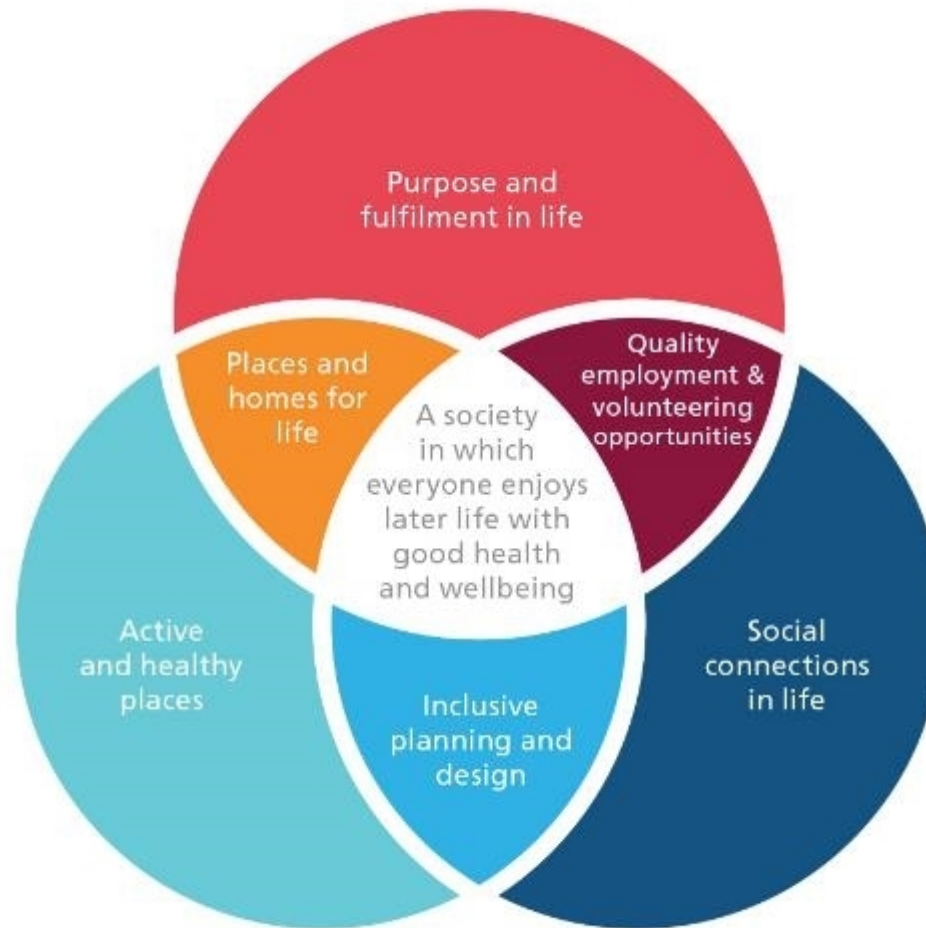 Purpose and
fulfilment in life
Places and
homes for
life
Quality
employment &
volunteering
opportunities
A society
in which
everyone enjoys
later life with
good health
and wellbeing
Active
and healthy
places
Social
connections
in life
Inclusive
planning and
design